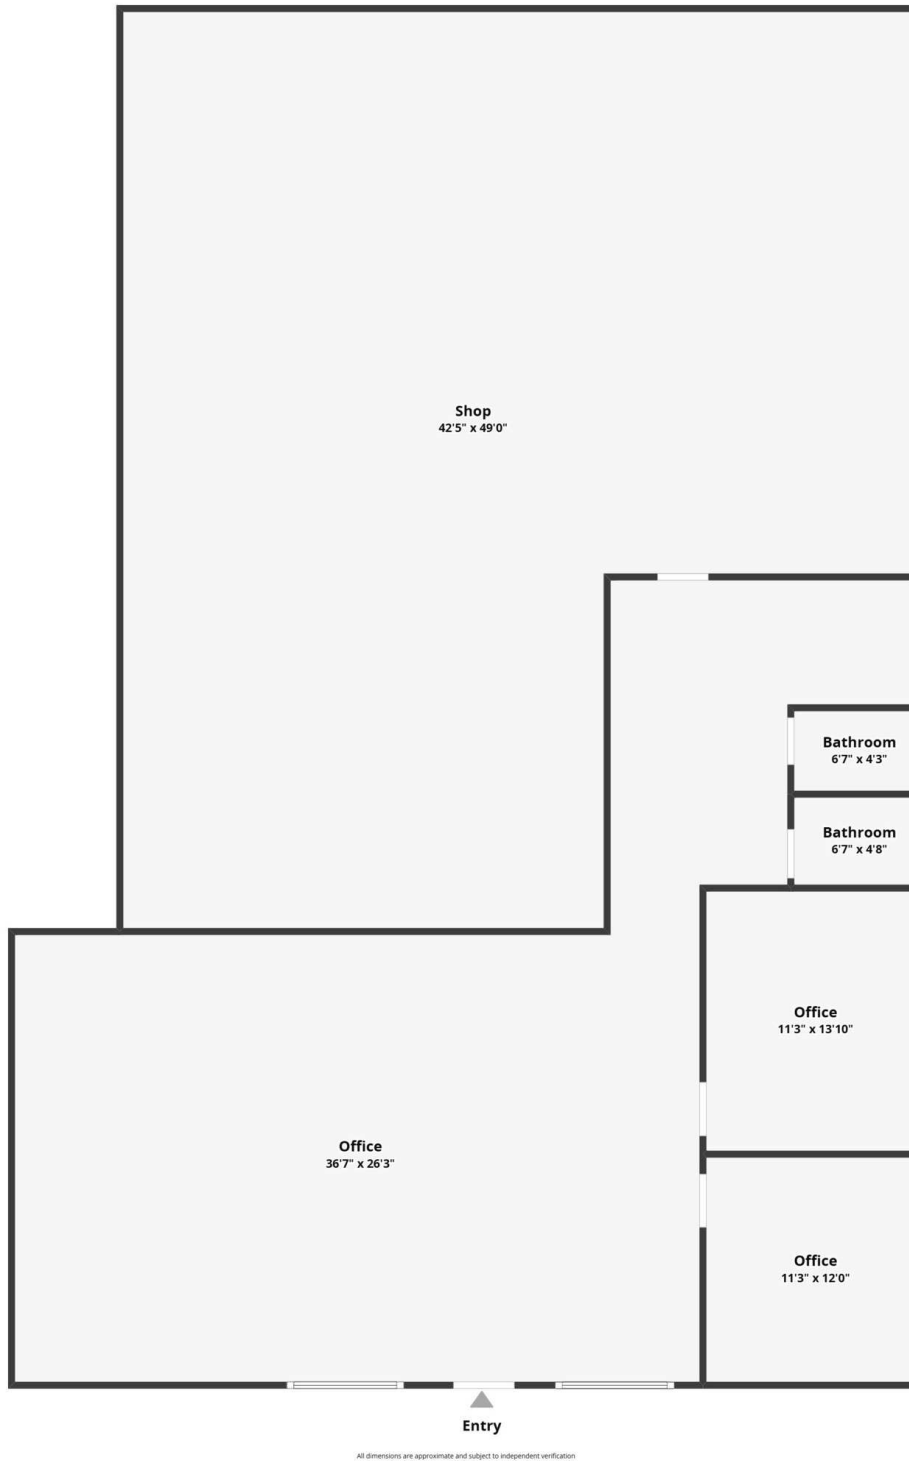 Shop
42'5" x 49'0"
Bathroom
6'7" x 4'3"
Bathroom
6'7" x 4'8"
Office
11'3" x 13'10"
Office
36'7" x 26'3"
Office
11'3" x 12'0"
Entry
All dimensions are approximate and subject to independent verification